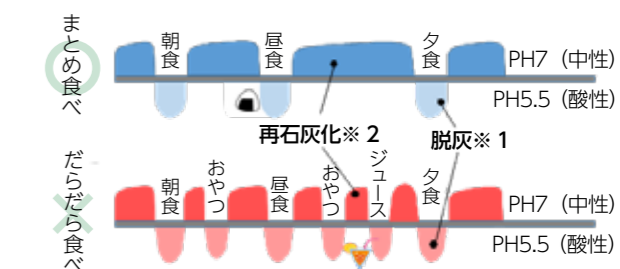 まとめ食べ
朝食
昼食
夕食
PH7（中性）
PH5.5（酸性）
再石灰化※2
脱灰※1
だらだら食べ
朝食
おやつ
昼食
おやつ
ジュース
夕食
PH7（中性）
PH5.5（酸性）